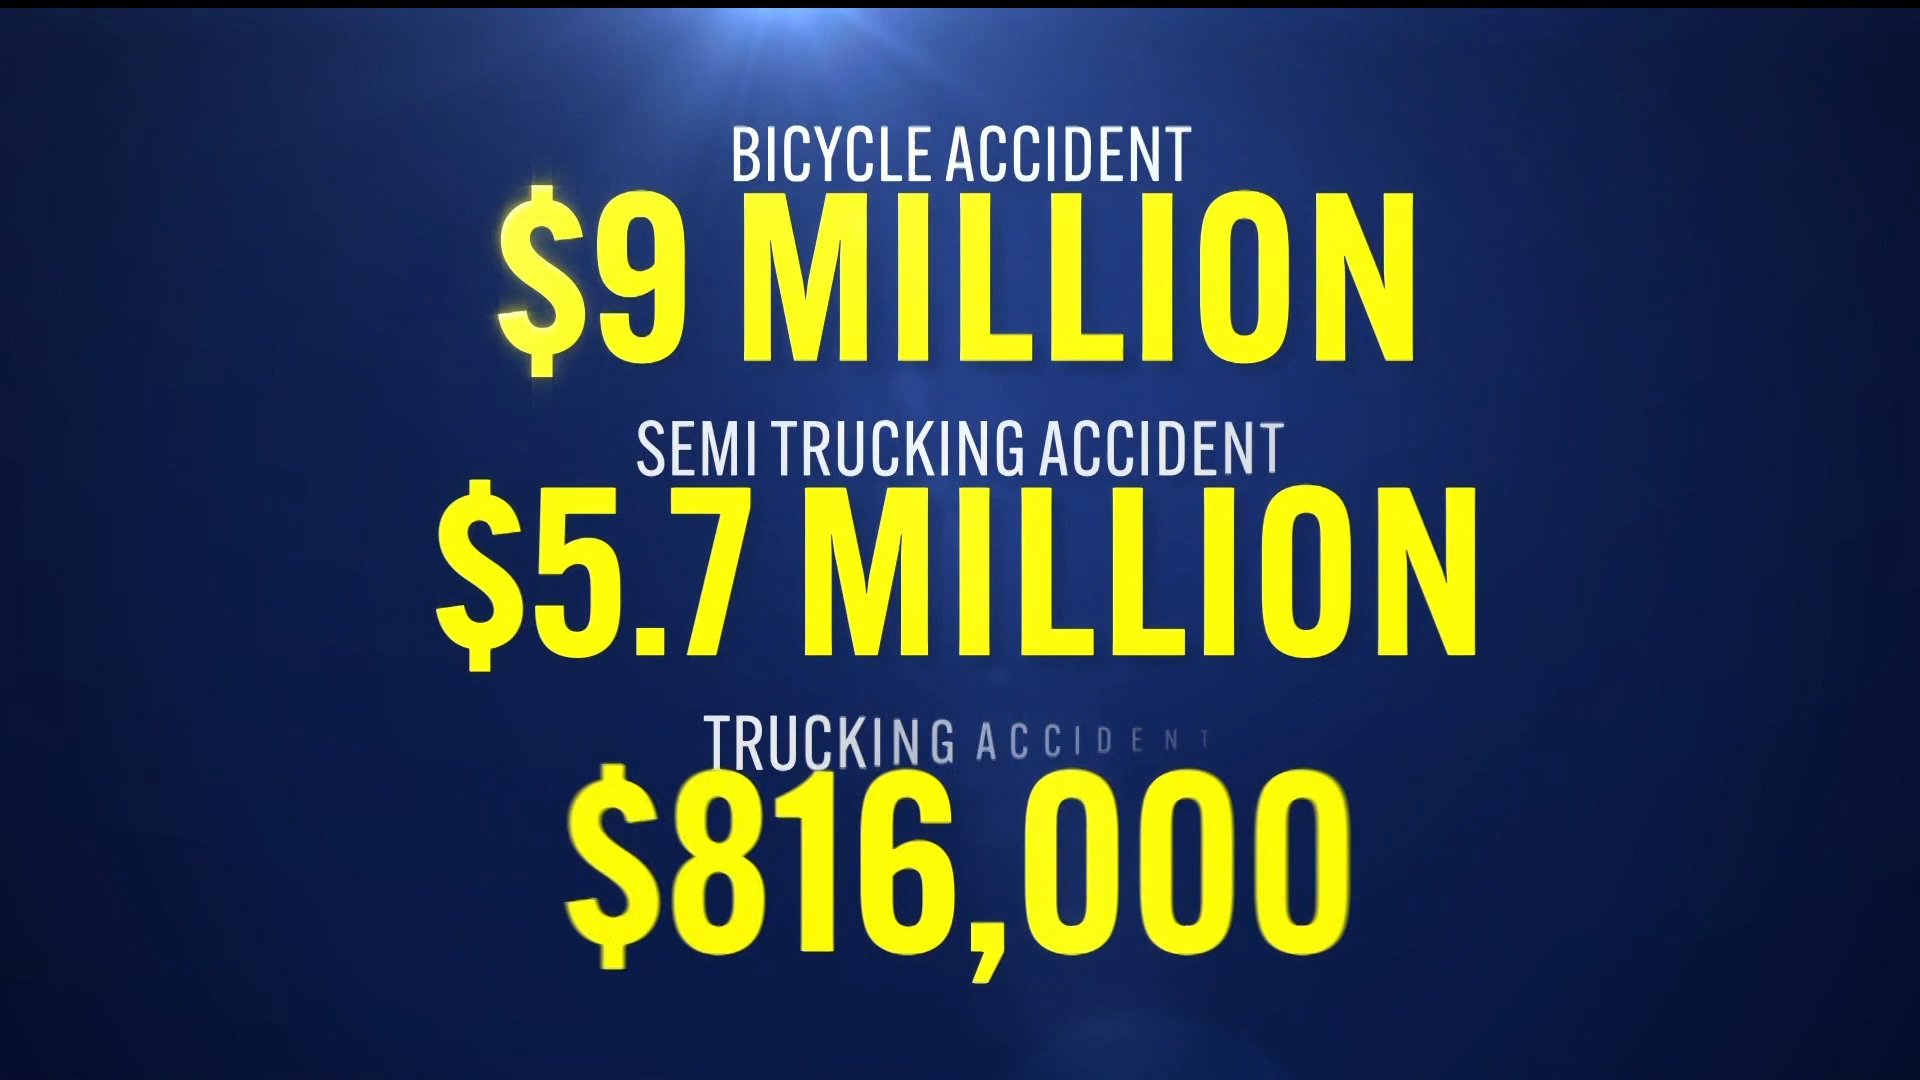 BICYCLE ACCIDENT
$9 MILLION
SEMI TRUCKING ACCIDENT
$5.7 MILLION
TRUCKING ACCIDENT
$816,000